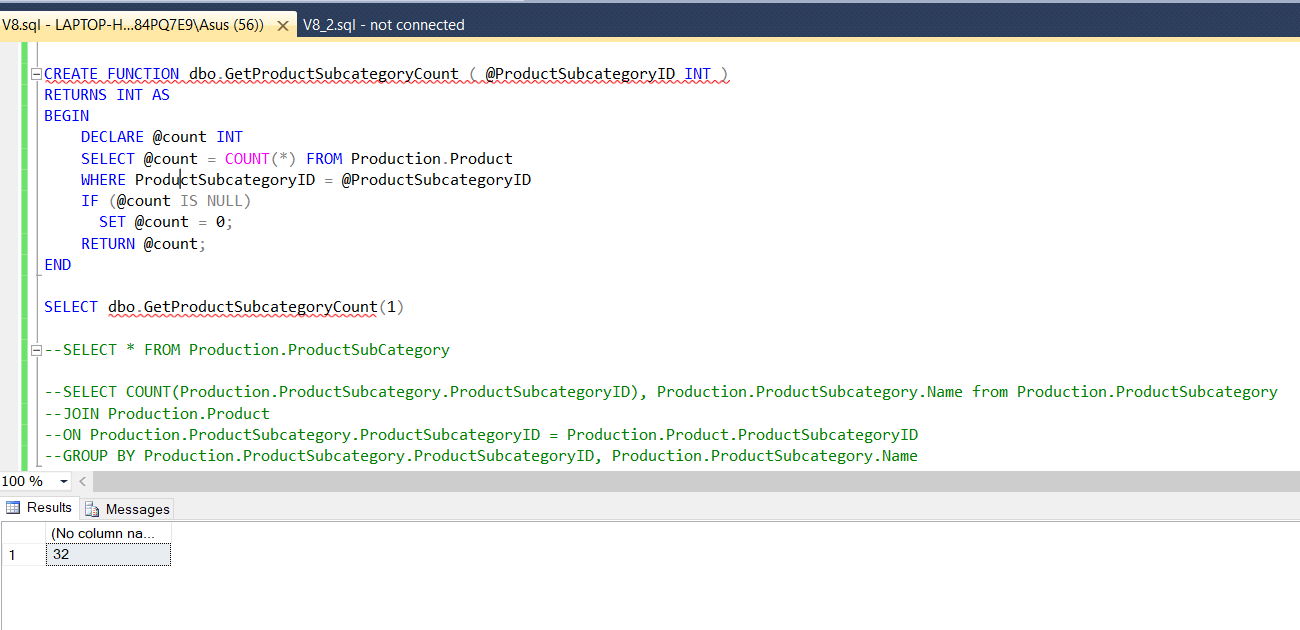 V8.sql - LAPTOP-H...84PQ7E9\Asus (56)) V8_2.sql - not connected
CREATE FUNCTION dbo.GetProductSubcategoryCount ( @ProductSubcategoryID INT )
RETURNS INT AS
BEGIN
DECLARE @count INT
SELECT @count = COUNT(*) FROM Production.Product
WHERE ProductSubcategoryID = @ProductSubcategoryID
IF (@count IS NULL)
SET @count = 0;
RETURN @count;
END
SELECT dbo.GetProductSubcategoryCount(1)
--SELECT * FROM Production.ProductSubCategory
--SELECT COUNT(Production.ProductSubcategory.ProductSubcategoryID), Production.ProductSubcategory.Name from Production.ProductSubcategory
--JOIN Production.Product
--ON Production.ProductSubcategory.ProductSubcategoryID = Production.Product.ProductSubcategoryID
--GROUP BY Production.ProductSubcategory.ProductSubcategoryID, Production.ProductSubcategory.Name
100 %
Results Messages
(No column na...
1 32